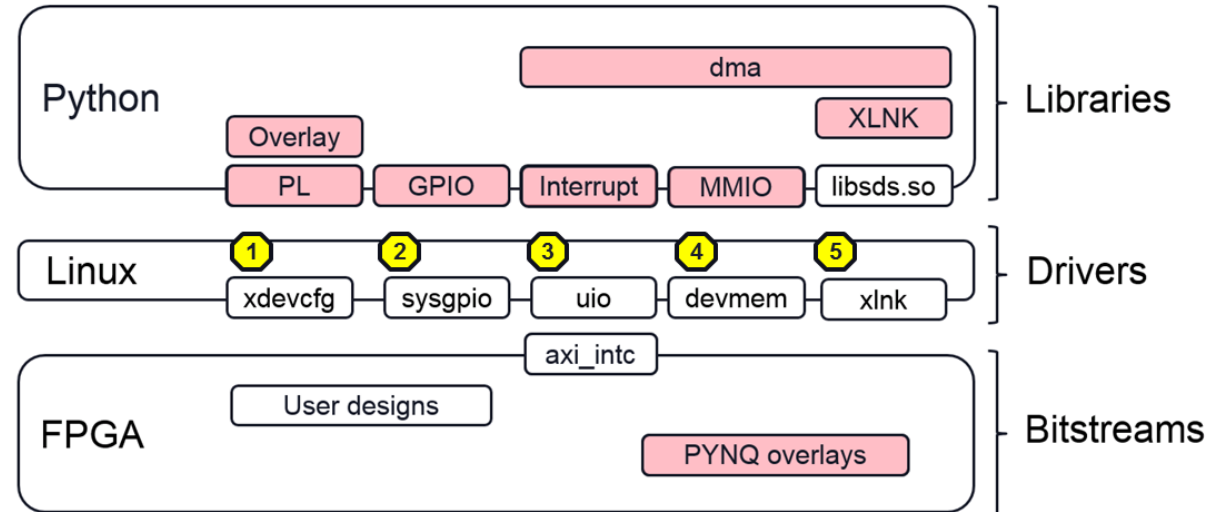 dma
Python
Libraries
XLNK
Overlay
PL
GPIO
Interrupt
MMIO
libsds.so
1
2
3
4
5
Linux
Drivers
xdevcfg
sysgpio
uio
devmem
xlnk
axi_intc
User designs
FPGA
Bitstreams
PYNQ overlays